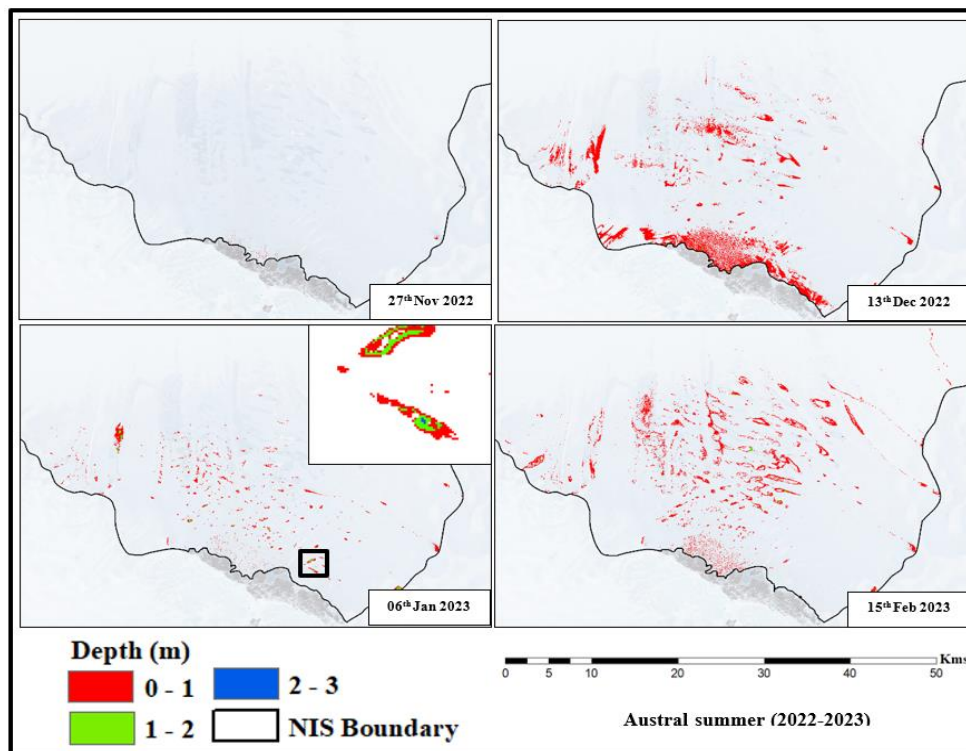 27th Nov 2022
13th Dec 2022
06th Jan 2023
15th Feb 2023
Depth (m)
0 - 1
2 - 3
1 - 2
NIS Boundary
Kms
0 5 10 20 30 40 50
Austral summer (2022-2023)